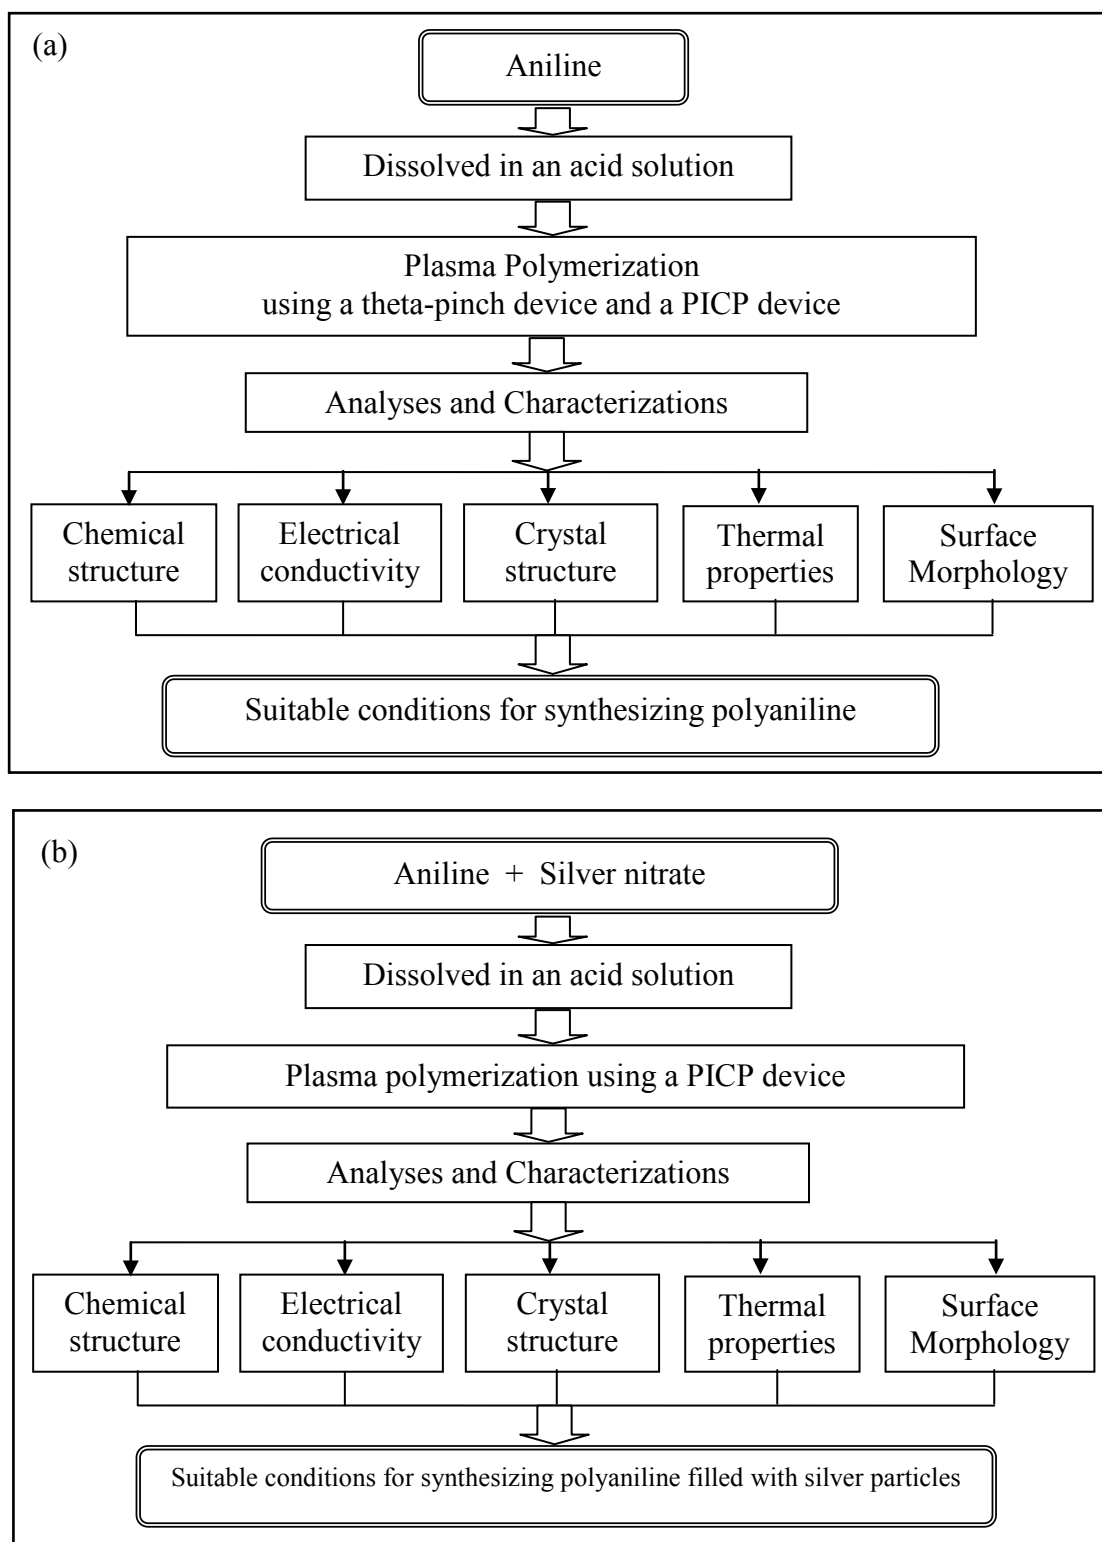 (a)
Aniline
Dissolved in an acid solution
Plasma Polymerization
using a theta-pinch device and a PICP device
Analyses and Characterizations
Chemical
structure
Electrical
conductivity
Crystal
structure
Thermal
properties
Surface
Morphology
Suitable conditions for synthesizing polyaniline
(b)
Aniline + Silver nitrate
Dissolved in an acid solution
Plasma polymerization using a PICP device
Analyses and Characterizations
Chemical
structure
Electrical
conductivity
Crystal
structure
Thermal
properties
Surface
Morphology
Suitable conditions for synthesizing polyaniline filled with silver particles